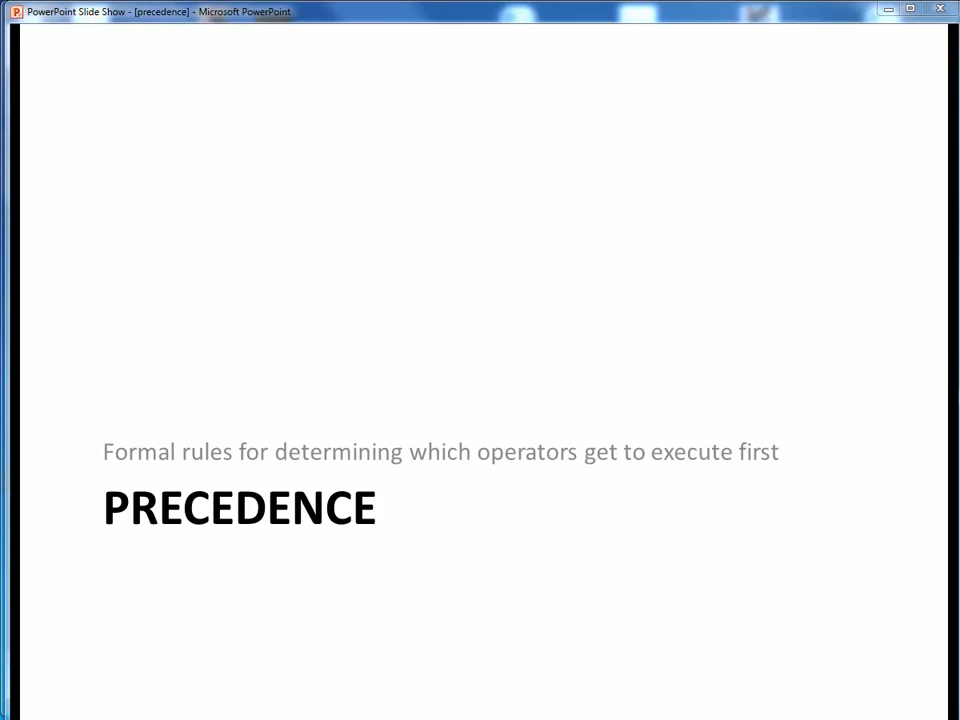 PowerPoint Slide Show - [precedence] - Microsoft PowerPoint
Formal rules for determining which operators get to execute first
PRECEDENCE